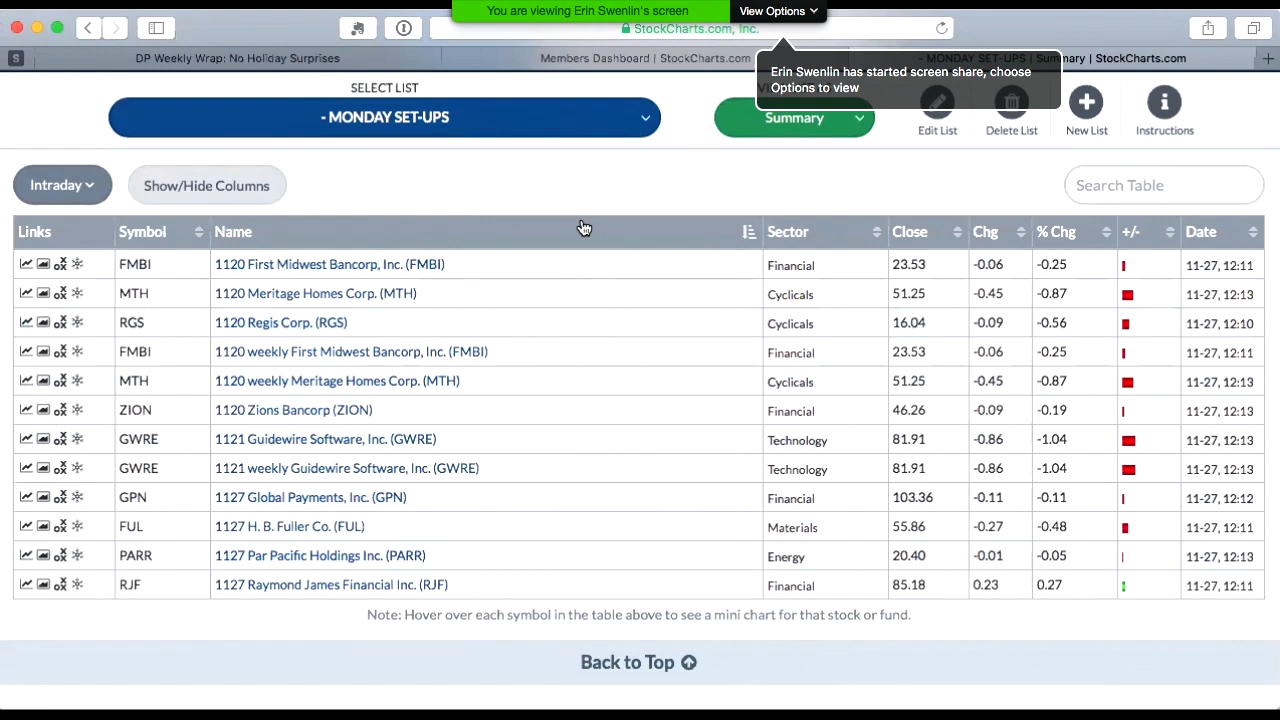 You are viewing Erin Swenlin's screen View Options
StockCharts.com, Inc.
S DP Weekly Wrap: No Holiday Surprises Members Dashboard | StockCharts.com - MONDAY SET-UPS | Summary | StockCharts.com
Erin Swenlin has started screen share, choose
Options to view
SELECT LIST
- MONDAY SET-UPS Summary
Edit List Delete List New List Instructions
Intraday Show/Hide Columns Search Table
Links Symbol Name Sector Close Chg % Chg +/- Date
FMBI 1120 First Midwest Bancorp, Inc. (FMBI) Financial 23.53 -0.06 -0.25 11-27, 12:11
MTH 1120 Meritage Homes Corp. (MTH) Cyclicals 51.25 -0.45 -0.87 11-27, 12:13
RGS 1120 Regis Corp. (RGS) Cyclicals 16.04 -0.09 -0.56 11-27, 12:10
FMBI 1120 weekly First Midwest Bancorp, Inc. (FMBI) Financial 23.53 -0.06 -0.25 11-27, 12:11
MTH 1120 weekly Meritage Homes Corp. (MTH) Cyclicals 51.25 -0.45 -0.87 11-27, 12:13
ZION 1120 Zions Bancorp (ZION) Financial 46.26 -0.09 -0.19 11-27, 12:13
GWRE 1121 Guidewire Software, Inc. (GWRE) Technology 81.91 -0.86 -1.04 11-27, 12:13
GWRE 1121 weekly Guidewire Software, Inc. (GWRE) Technology 81.91 -0.86 -1.04 11-27, 12:13
GPN 1127 Global Payments, Inc. (GPN) Financial 103.36 -0.11 -0.11 11-27, 12:12
FUL 1127 H. B. Fuller Co. (FUL) Materials 55.86 -0.27 -0.48 11-27, 12:11
PARR 1127 Par Pacific Holdings Inc. (PARR) Energy 20.40 -0.01 -0.05 11-27, 12:13
RJF 1127 Raymond James Financial Inc. (RJF) Financial 85.18 0.23 0.27 11-27, 12:11
Note: Hover over each symbol in the table above to see a mini chart for that stock or fund.
Back to Top